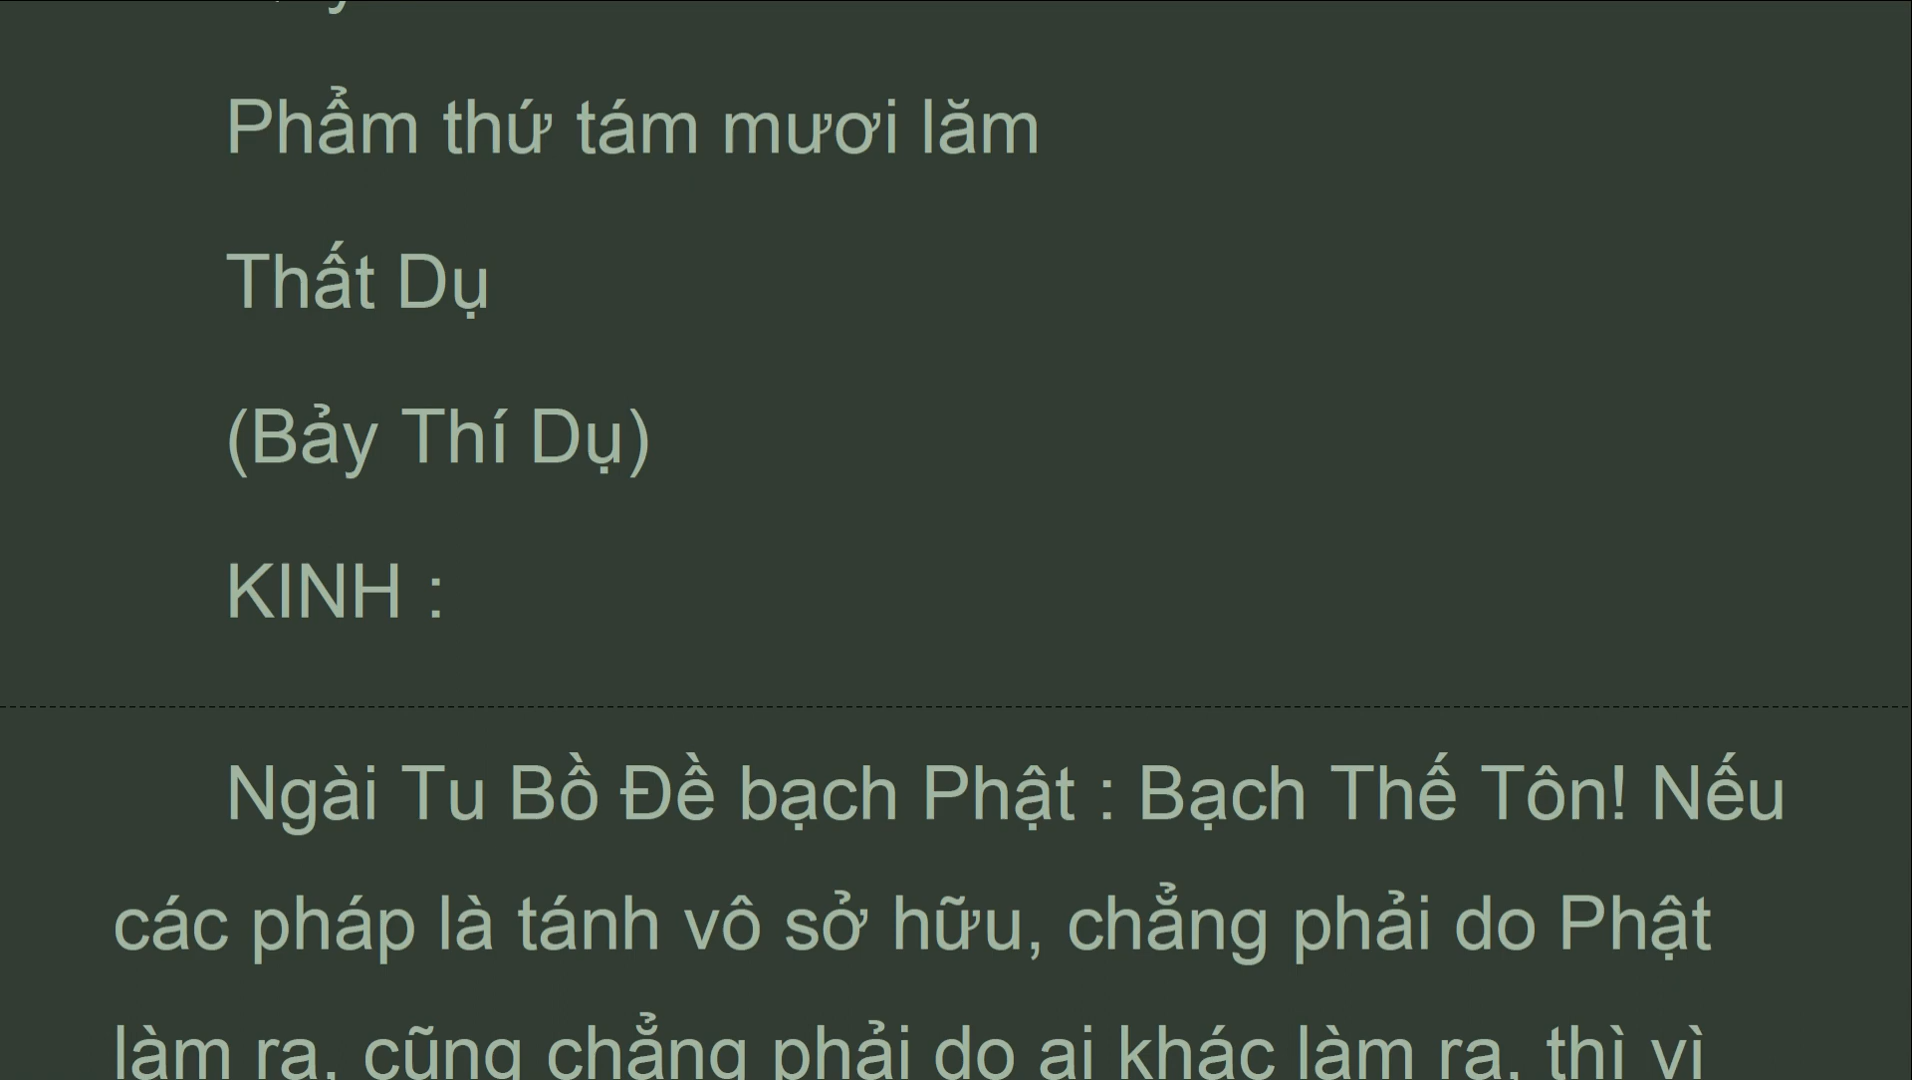 Phẩm thứ tám mươi lăm
Thất Dụ
(Bảy Thí Dụ)
KINH :
Ngài Tu Bồ Đề bạch Phật : Bạch Thế Tôn! Nếu
các pháp là tánh vô sở hữu, chẳng phải do Phật
làm ra, cũng chẳng phải do ai khác làm ra, thì vì